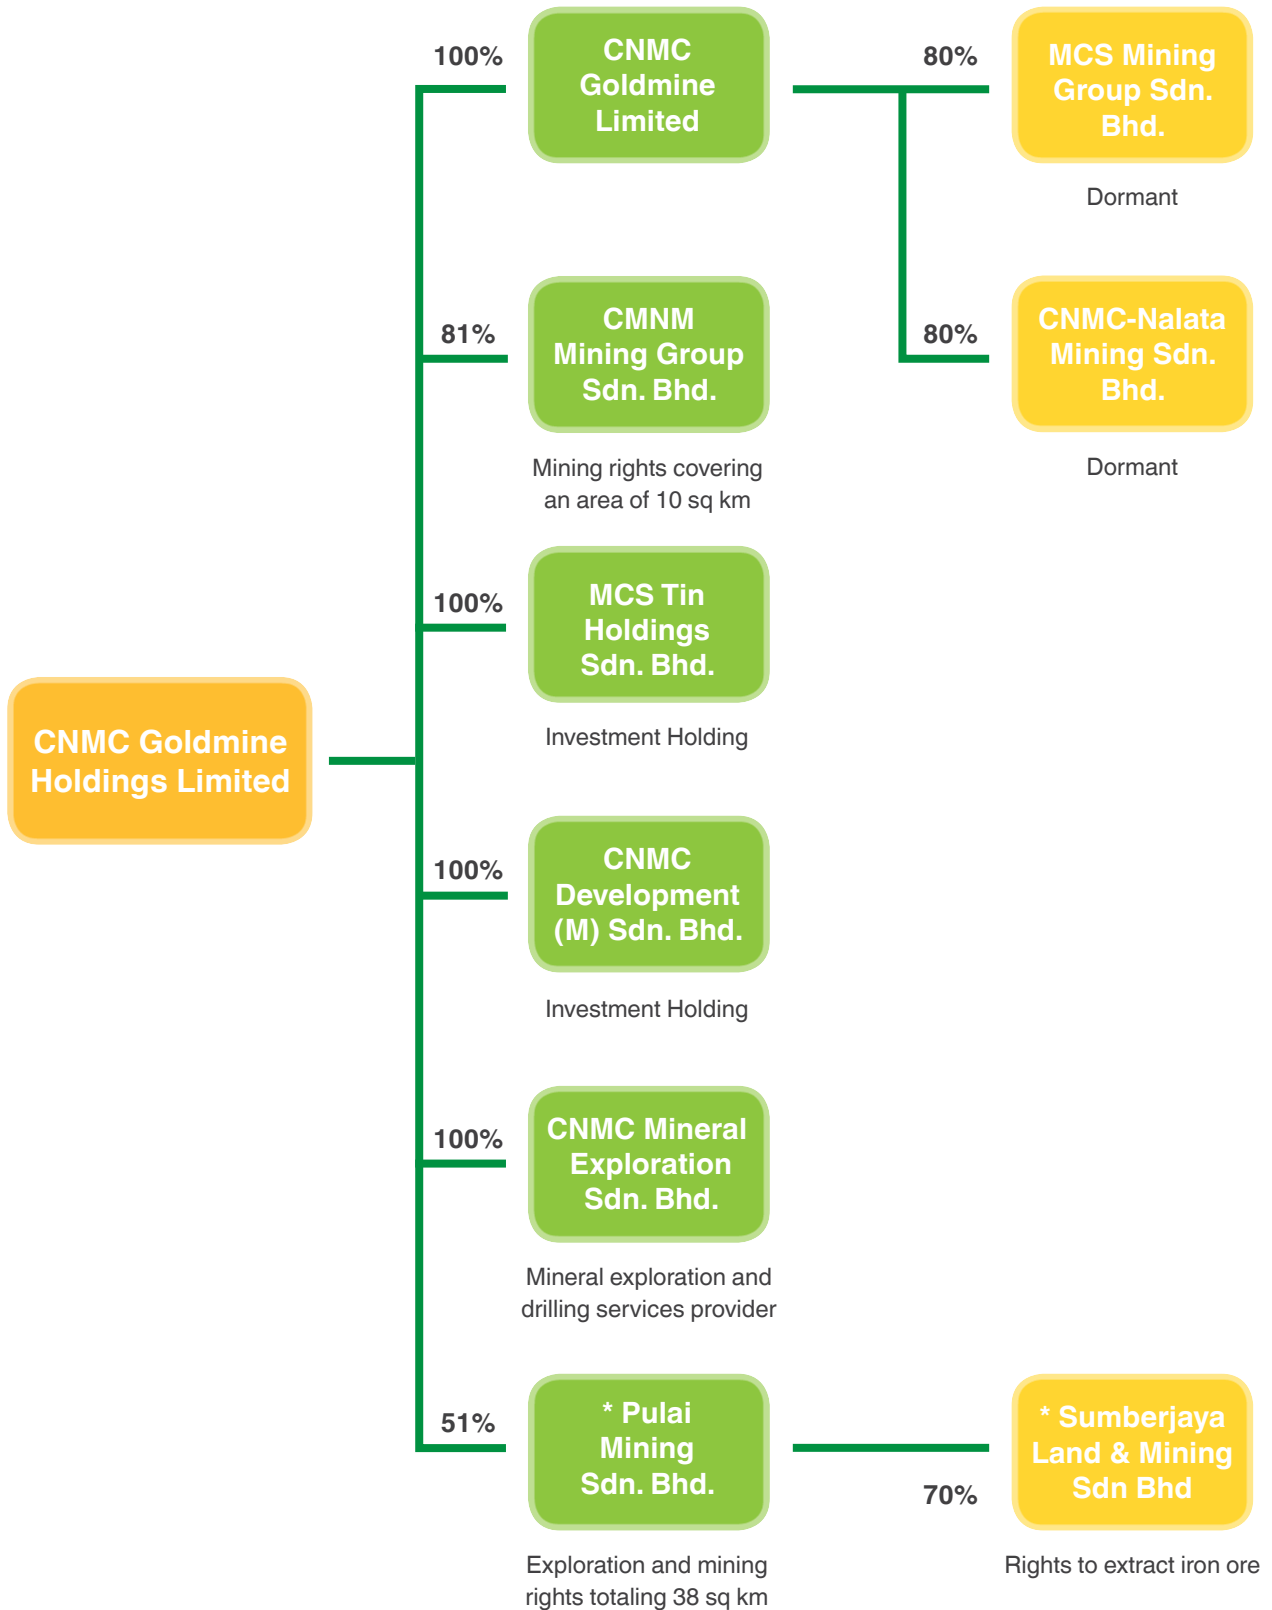 100%
CNMC
Goldmine
Limited
80%
MCS Mining
Group Sdn.
Bhd.
Dormant
81%
CMNM
Mining Group
Sdn. Bhd.
Mining rights covering
an area of 10 sq km
80%
CNMC-Nalata
Mining Sdn.
Bhd.
Dormant
100%
MCS Tin
Holdings
Sdn. Bhd.
Investment Holding
CNMC Goldmine
Holdings Limited
100%
CNMC
Development
(M) Sdn. Bhd.
Investment Holding
100%
CNMC Mineral
Exploration
Sdn. Bhd.
Mineral exploration and
drilling services provider
51%
* Pulai
Mining
Sdn. Bhd.
Exploration and mining
rights totaling 38 sq km
70%
* Sumberjaya
Land & Mining
Sdn Bhd
Rights to extract iron ore